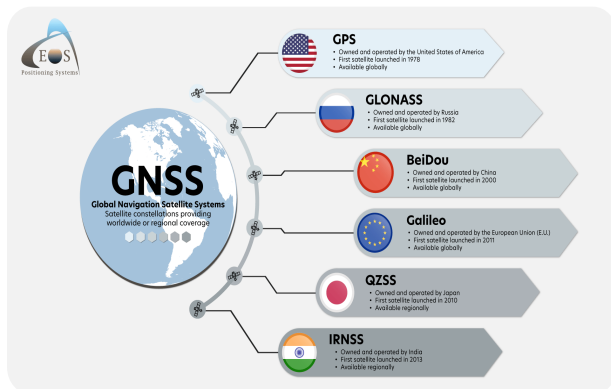 EOS
Positioning Systems
GNSS
Global Navigation Satellite Systems
Satellite constellations providing
worldwide or regional coverage
GPS
• Owned and operated by the United States of America
• First satellite launched in 1978
• Available globally
GLONASS
• Owned and operated by Russia
• First satellite launched in 1982
• Available globally
BeiDou
• Owned and operated by China
• First satellite launched in 2000
• Available globally
Galileo
• Owned and operated by the European Union (E.U.)
• First satellite launched in 2011
• Available globally
QZSS
• Owned and operated by Japan
• First satellite launched in 2010
• Available regionally
IRNSS
• Owned and operated by India
• First satellite launched in 2013
• Available regionally